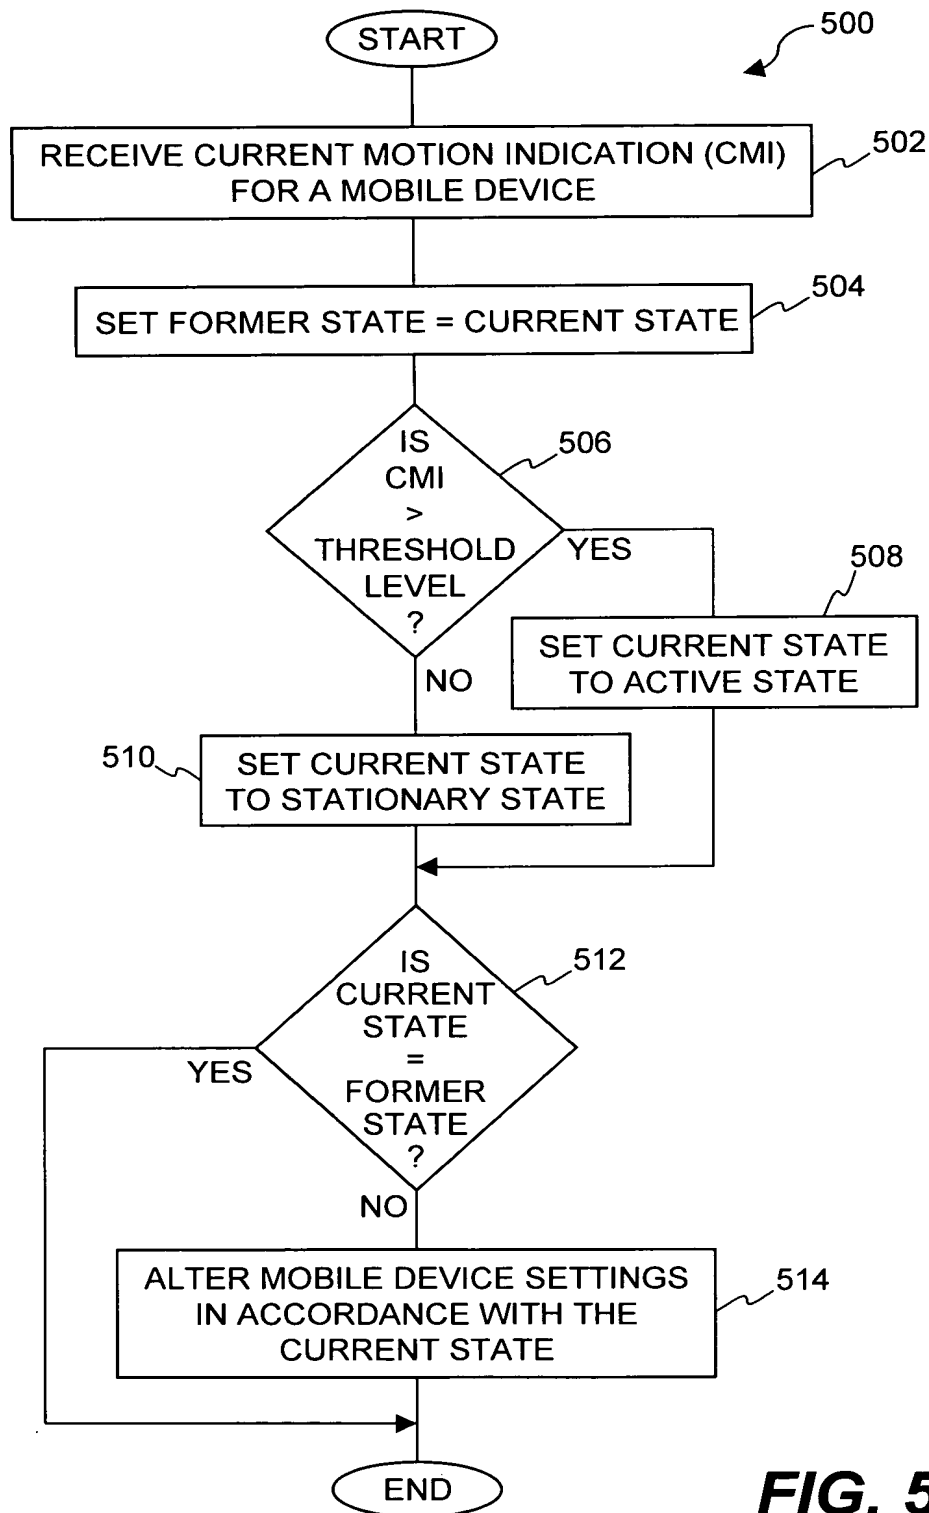 START
500
RECEIVE CURRENT MOTION INDICATION (CMI)
FOR A MOBILE DEVICE
502
SET FORMER STATE = CURRENT STATE
504
IS
CMI
>
THRESHOLD
LEVEL
?
506
YES
NO
SET CURRENT STATE
TO ACTIVE STATE
508
510
SET CURRENT STATE
TO STATIONARY STATE
IS
CURRENT
STATE
=
FORMER
STATE
?
512
YES
NO
ALTER MOBILE DEVICE SETTINGS
IN ACCORDANCE WITH THE
CURRENT STATE
514
END
FIG. 5